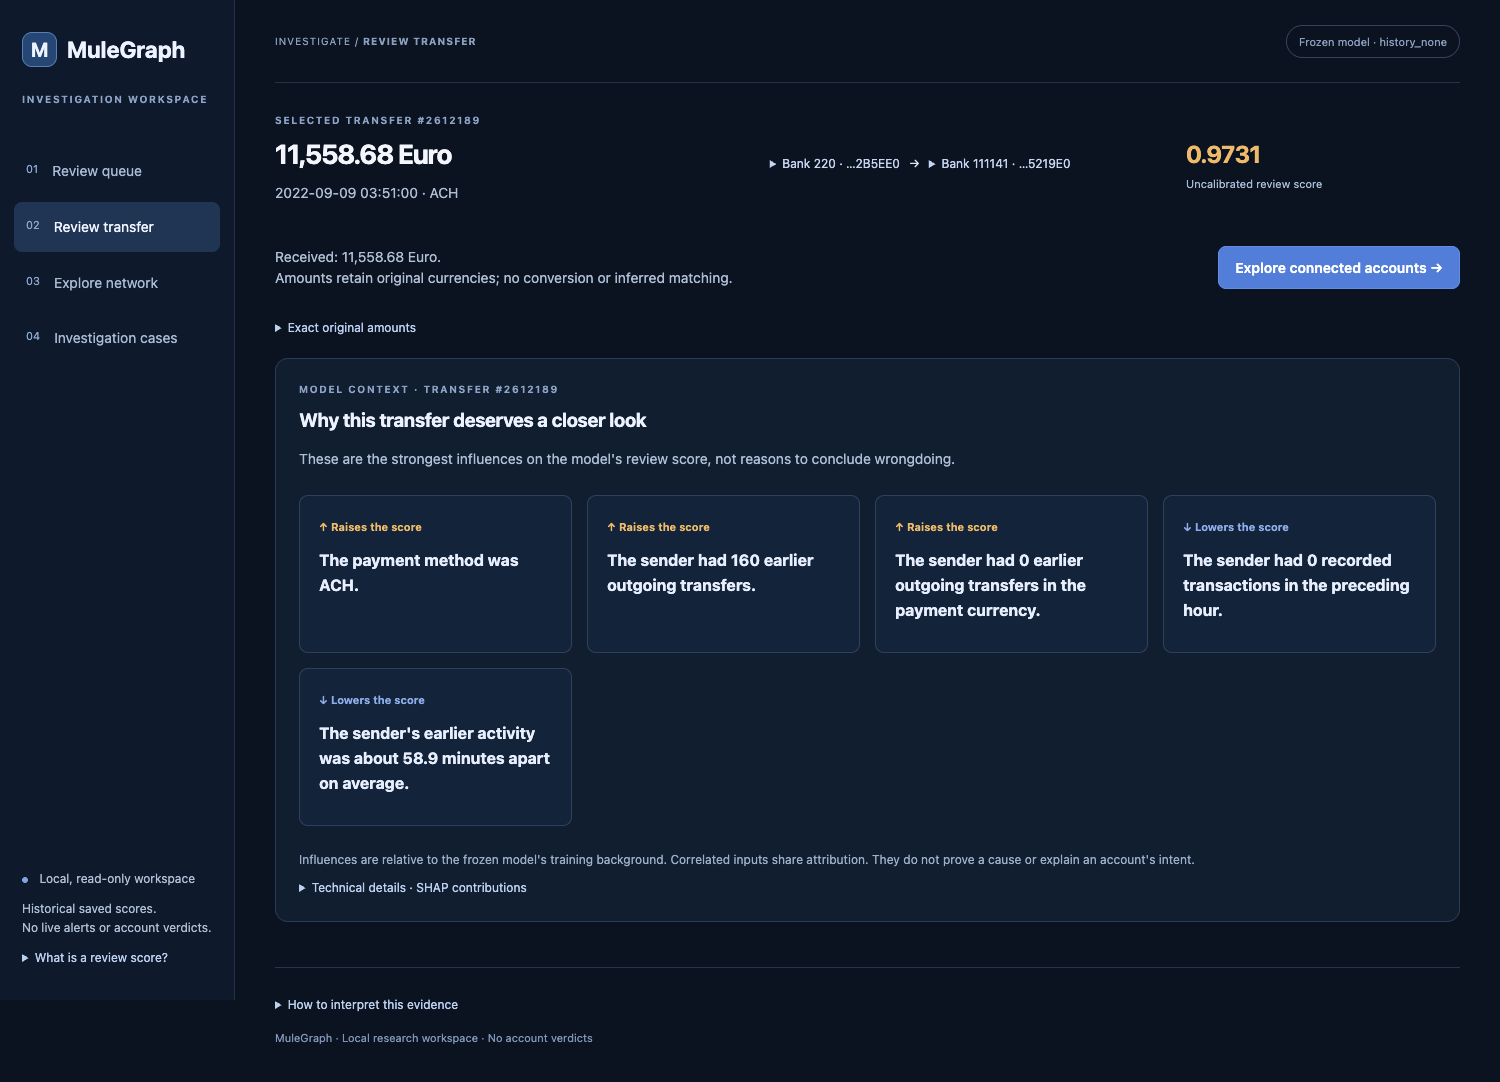 M MuleGraph
INVESTIGATION WORKSPACE
01 Review queue
02 Review transfer
03 Explore network
04 Investigation cases
Local, read-only workspace
Historical saved scores.
No live alerts or account verdicts.
What is a review score?
INVESTIGATE / REVIEW TRANSFER
Frozen model · history_none
SELECTED TRANSFER #2612189
11,558.68 Euro
2022-09-09 03:51:00 · ACH
Bank 220 · ...2B5EE0 → Bank 111141 · ...5219E0
0.9731
Uncalibrated review score
Received: 11,558.68 Euro.
Amounts retain original currencies; no conversion or inferred matching.
Explore connected accounts →
Exact original amounts
MODEL CONTEXT · TRANSFER #2612189
Why this transfer deserves a closer look
These are the strongest influences on the model's review score, not reasons to conclude wrongdoing.
↑ Raises the score
The payment method was
ACH.
↑ Raises the score
The sender had 160 earlier
outgoing transfers.
↑ Raises the score
The sender had 0 earlier
outgoing transfers in the
payment currency.
↓ Lowers the score
The sender had 0 recorded
transactions in the preceding
hour.
↓ Lowers the score
The sender's earlier activity
was about 58.9 minutes apart
on average.
Influences are relative to the frozen model's training background. Correlated inputs share attribution. They do not prove a cause or explain an account's intent.
Technical details · SHAP contributions
How to interpret this evidence
MuleGraph · Local research workspace · No account verdicts